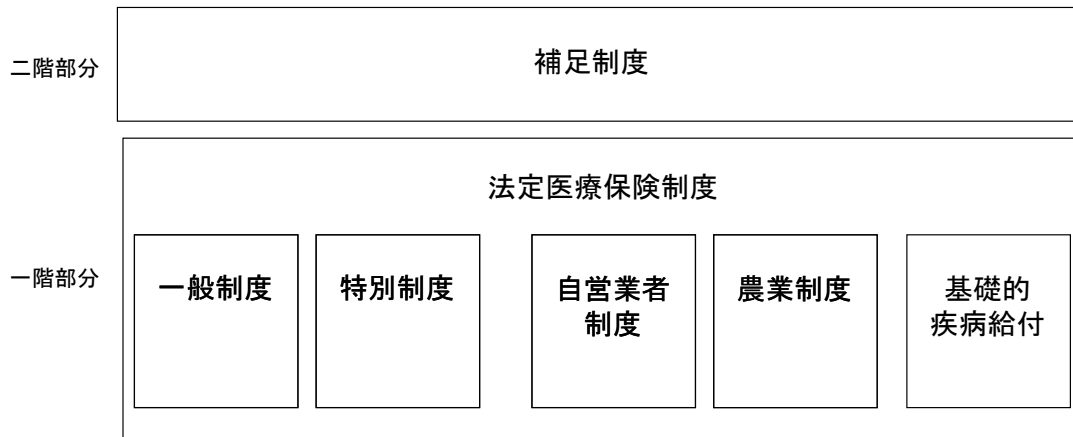 二階部分
補足制度
法定医療保険制度
一階部分
一般制度
特別制度
自営業者
制度
農業制度
基礎的
疾病給付